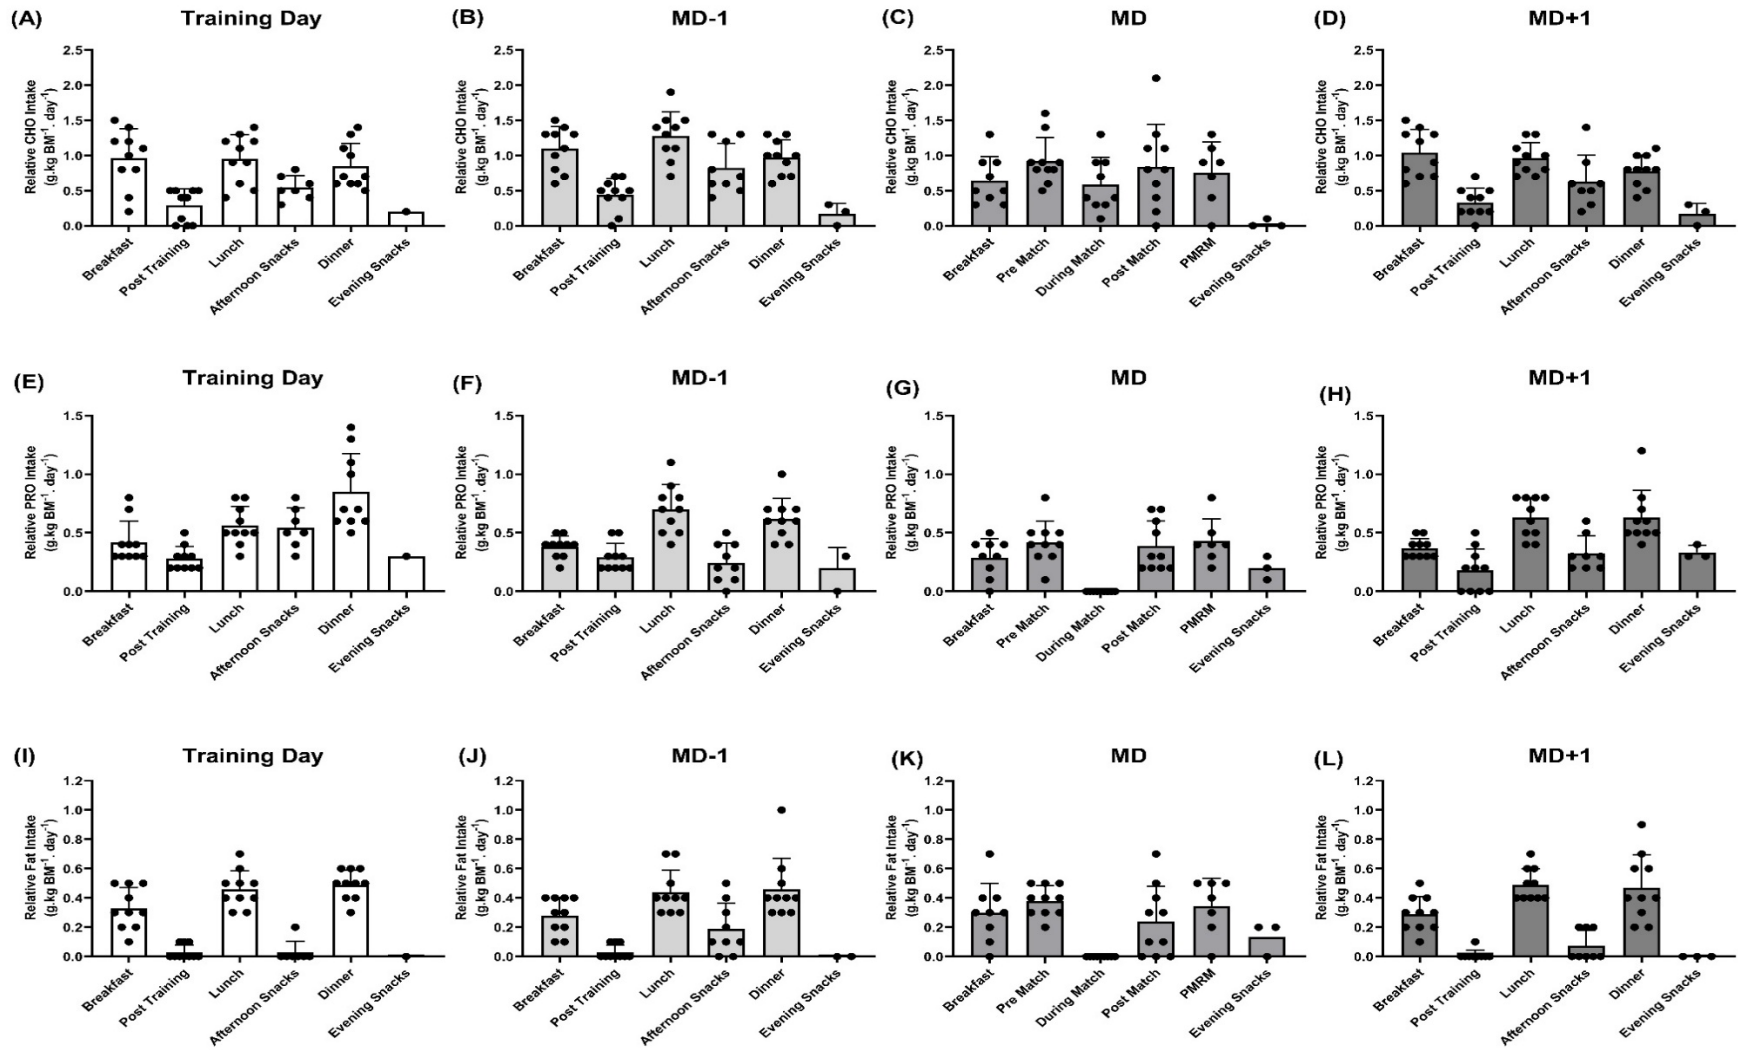 (A) Training Day
Relative CHO Intake
(g.kg BM⁻¹. day⁻¹)
2.5
2.0
1.5
1.0
0.5
0.0
Breakfast
Post Training
Lunch
Afternoon Snacks
Dinner
Evening Snacks
(B) MD-1
Relative CHO Intake
(g.kg BM⁻¹. day⁻¹)
2.5
2.0
1.5
1.0
0.5
0.0
Breakfast
Post Training
Lunch
Afternoon Snacks
Dinner
Evening Snacks
(C) MD
Relative CHO Intake
(g.kg BM⁻¹. day⁻¹)
2.5
2.0
1.5
1.0
0.5
0.0
Breakfast
Pre Match
During Match
Post Match
PMRM
Evening Snacks
(D) MD+1
Relative CHO Intake
(g.kg BM⁻¹. day⁻¹)
2.5
2.0
1.5
1.0
0.5
0.0
Breakfast
Post Training
Lunch
Afternoon Snacks
Dinner
Evening Snacks
(E) Training Day
Relative PRO Intake
(g.kg BM⁻¹. day⁻¹)
1.5
1.0
0.5
0.0
Breakfast
Post Training
Lunch
Afternoon Snacks
Dinner
Evening Snacks
(F) MD-1
Relative PRO Intake
(g.kg BM⁻¹. day⁻¹)
1.5
1.0
0.5
0.0
Breakfast
Post Training
Lunch
Afternoon Snacks
Dinner
Evening Snacks
(G) MD
Relative PRO Intake
(g.kg BM⁻¹. day⁻¹)
1.5
1.0
0.5
0.0
Breakfast
Pre Match
During Match
Post Match
PMRM
Evening Snacks
(H) MD+1
Relative PRO Intake
(g.kg BM⁻¹. day⁻¹)
1.5
1.0
0.5
0.0
Breakfast
Post Training
Lunch
Afternoon Snacks
Dinner
Evening Snacks
(I) Training Day
Relative Fat Intake
(g.kg BM⁻¹. day⁻¹)
1.2
1.0
0.8
0.6
0.4
0.2
0.0
Breakfast
Post Training
Lunch
Afternoon Snacks
Dinner
Evening Snacks
(J) MD-1
Relative Fat Intake
(g.kg BM⁻¹. day⁻¹)
1.2
1.0
0.8
0.6
0.4
0.2
0.0
Breakfast
Post Training
Lunch
Afternoon Snacks
Dinner
Evening Snacks
(K) MD
Relative Fat Intake
(g.kg BM⁻¹. day⁻¹)
1.2
1.0
0.8
0.6
0.4
0.2
0.0
Breakfast
Pre Match
During Match
Post Match
PMRM
Evening Snacks
(L) MD+1
Relative Fat Intake
(g.kg BM⁻¹. day⁻¹)
1.2
1.0
0.8
0.6
0.4
0.2
0.0
Breakfast
Post Training
Lunch
Afternoon Snacks
Dinner
Evening Snacks